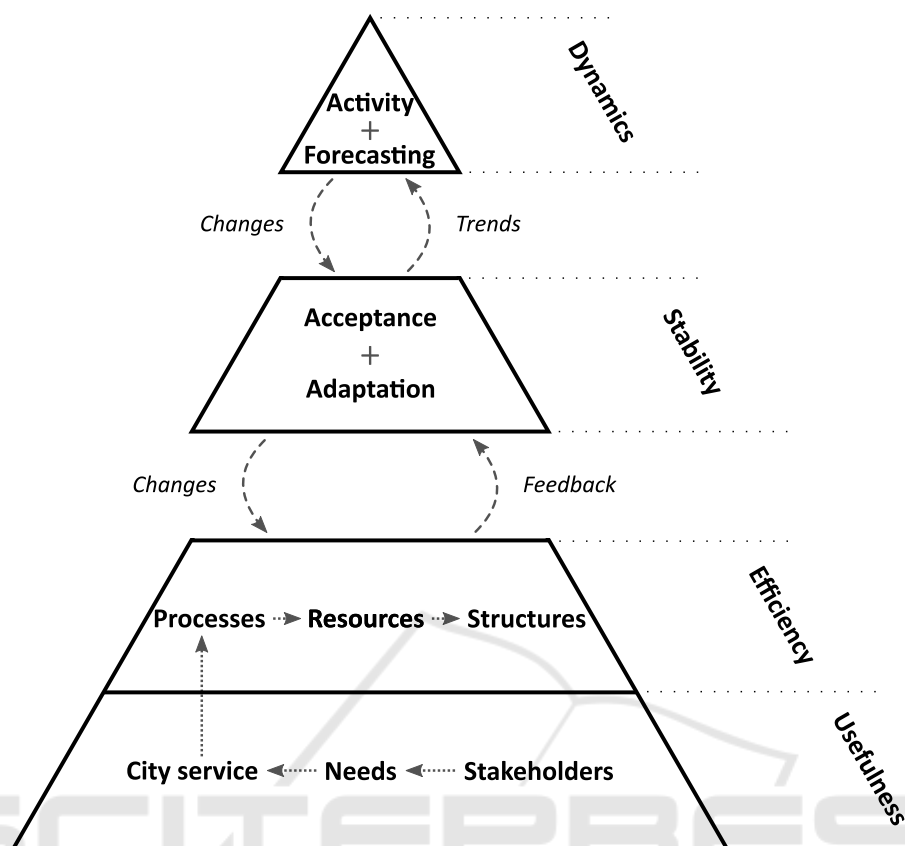 Dynamics
Activity
+
Forecasting
Changes
Trends
Stability
Acceptance
+
Adaptation
Changes
Feedback
Efficiency
Processes Resources Structures
Usefulness
City service Needs Stakeholders